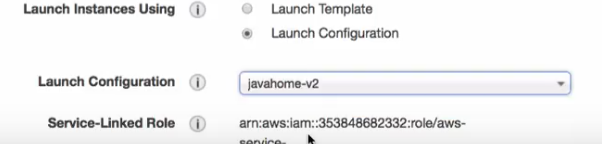 Launch Instances Using i Launch Template
Launch Configuration
Launch Configuration i javahome-v2
Service-Linked Role i arn:aws:iam::353848682332:role/aws-
service-